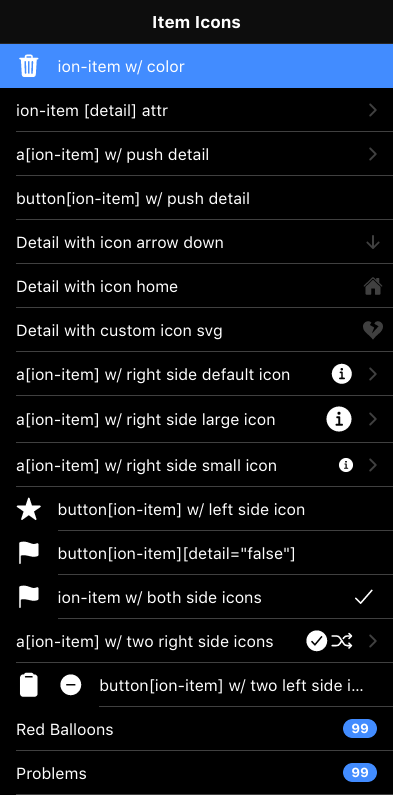 Item Icons
ion-item w/ color
ion-item [detail] attr
a[ion-item] w/ push detail
button[ion-item] w/ push detail
Detail with icon arrow down
Detail with icon home
Detail with custom icon svg
a[ion-item] w/ right side default icon
a[ion-item] w/ right side large icon
a[ion-item] w/ right side small icon
button[ion-item] w/ left side icon
button[ion-item][detail="false"]
ion-item w/ both side icons
a[ion-item] w/ two right side icons
button[ion-item] w/ two left side i...
Red Balloons 99
Problems 99